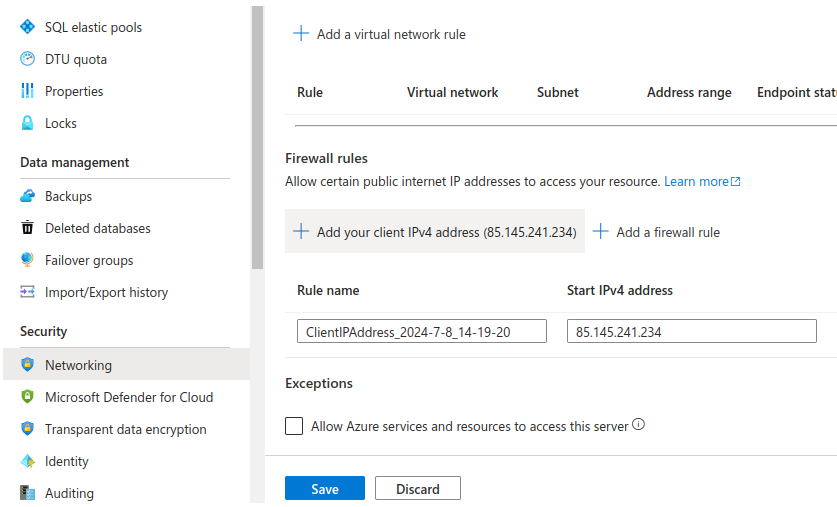 SQL elastic pools
DTU quota
Properties
Locks
Data management
Backups
Deleted databases
Failover groups
Import/Export history
Security
Networking
Microsoft Defender for Cloud
Transparent data encryption
Identity
Auditing
Add a virtual network rule
Rule Virtual network Subnet Address range Endpoint statu
Firewall rules
Allow certain public internet IP addresses to access your resource. Learn more
Add your client IPv4 address (85.145.241.234) Add a firewall rule
Rule name Start IPv4 address
ClientIPAddress_2024-7-8_14-19-20 85.145.241.234
Exceptions
Allow Azure services and resources to access this server
Save Discard